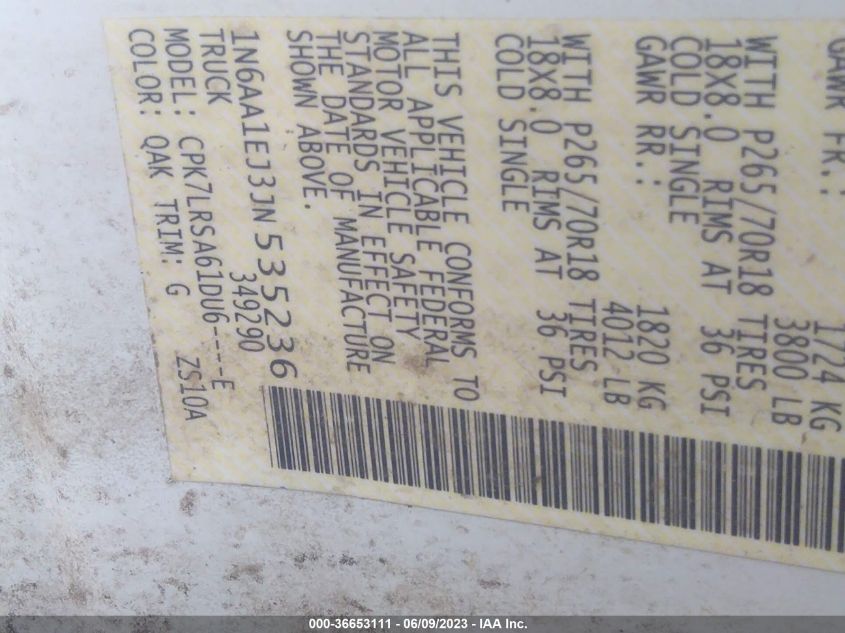 GAWR FR.: 1724 KG
3800 LB
WITH P265/70R18 TIRES
18X8.0 RIMS AT 36 PSI
COLD SINGLE
GAWR RR.: 1820 KG
4012 LB
WITH P265/70R18 TIRES
18X8.0 RIMS AT 36 PSI
COLD SINGLE
THIS VEHICLE CONFORMS TO
ALL APPLICABLE FEDERAL
MOTOR VEHICLE SAFETY
STANDARDS IN EFFECT ON
THE DATE OF MANUFACTURE
SHOWN ABOVE.
1N6AA1EJ3JN535236
TRUCK 349290
MODEL: CPK7LRSA61DU6----E
COLOR: QAK TRIM: G ZS10A
000-36653111 - 06/09/2023 - IAA Inc.